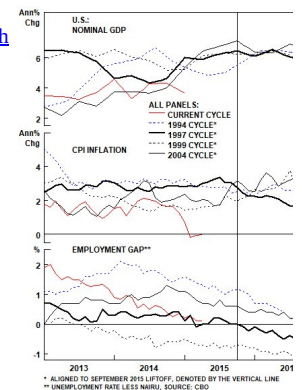 h
Ann%
Chg
U.S.:
NOMINAL GDP
6
4
2
ALL PANELS:
CURRENT CYCLE
1994 CYCLE*
1997 CYCLE*
1999 CYCLE*
2004 CYCLE*
Ann%
Chg
CPI INFLATION
4
2
0
%
EMPLOYMENT GAP**
2
1
0
-1
2013 2014 2015 201
* ALIGNED TO SEPTEMBER 2015 LIFTOFF, DENOTED BY THE VERTICAL LINE
** UNEMPLOYMENT RATE LESS NAIRU, SOURCE: CBO